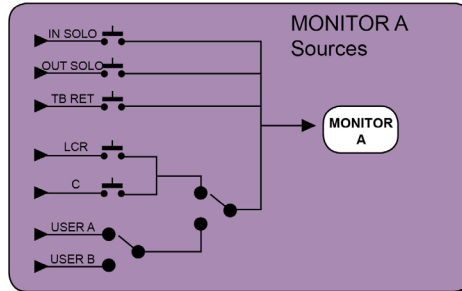 MONITOR A
Sources
IN SOLO
OUT SOLO
TB RET
MONITOR
A
LCR
C
USER A
USER B